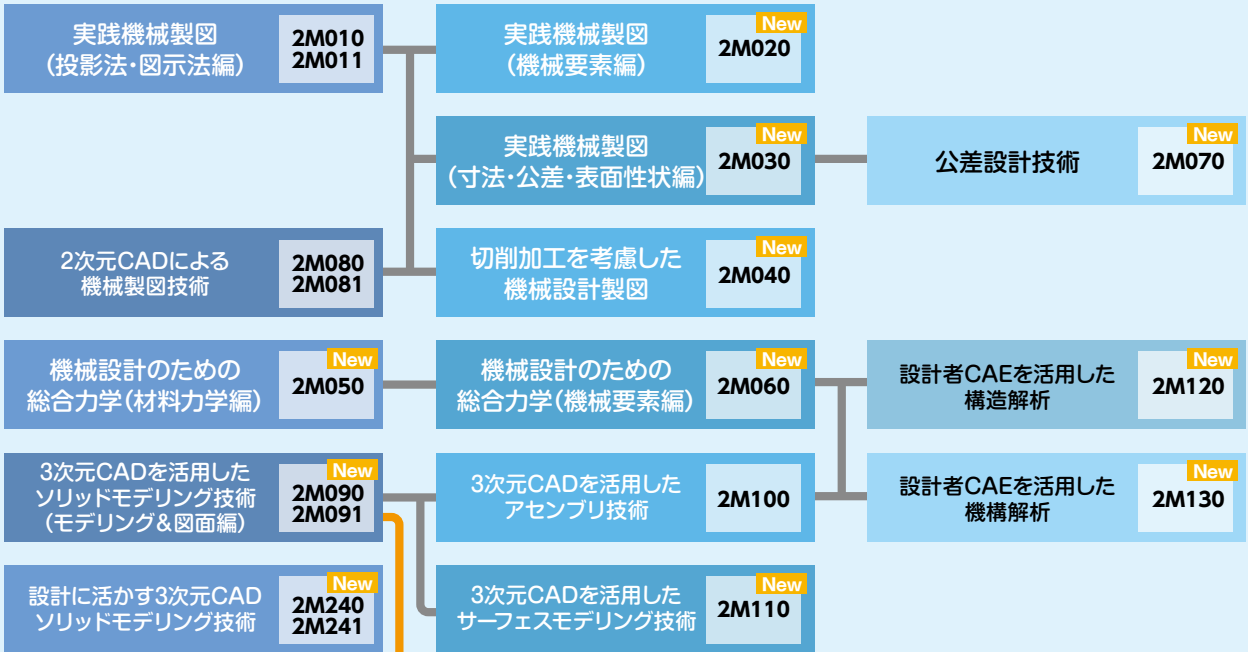 実践機械製図
(投影法・図示法編)
2M010
2M011
実践機械製図
(機械要素編)
New
2M020
実践機械製図
(寸法・公差・表面性状編)
New
2M030
公差設計技術
New
2M070
2次元CADによる
機械製図技術
2M080
2M081
切削加工を考慮した
機械設計製図
New
2M040
機械設計のための
総合力学(材料力学編)
New
2M050
機械設計のための
総合力学(機械要素編)
New
2M060
設計者CAEを活用した
構造解析
New
2M120
3次元CADを活用した
ソリッドモデリング技術
(モデリング&図面編)
New
2M090
2M091
3次元CADを活用した
アセンブリ技術
2M100
設計者CAEを活用した
機構解析
New
2M130
設計に活かす3次元CAD
ソリッドモデリング技術
New
2M240
2M241
3次元CADを活用した
サーフェスモデリング技術
New
2M110